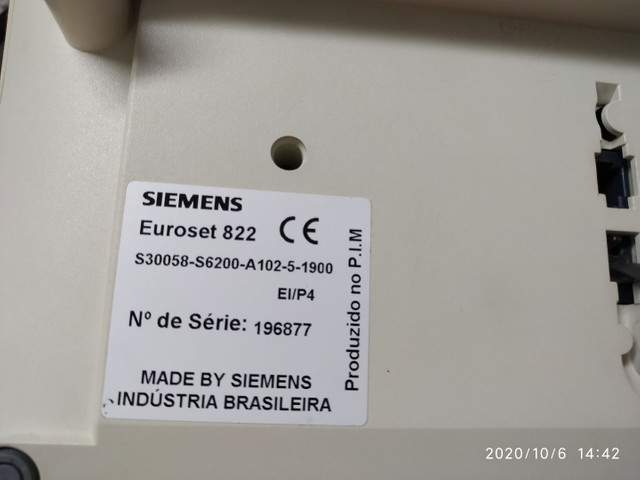 SIEMENS
Euroset 822 CE
S30058-S6200-A102-5-1900
EI/P4
Nº de Série: 196877
MADE BY SIEMENS
INDÚSTRIA BRASILEIRA
Produzido no P.I.M
2020/10/6 14:42